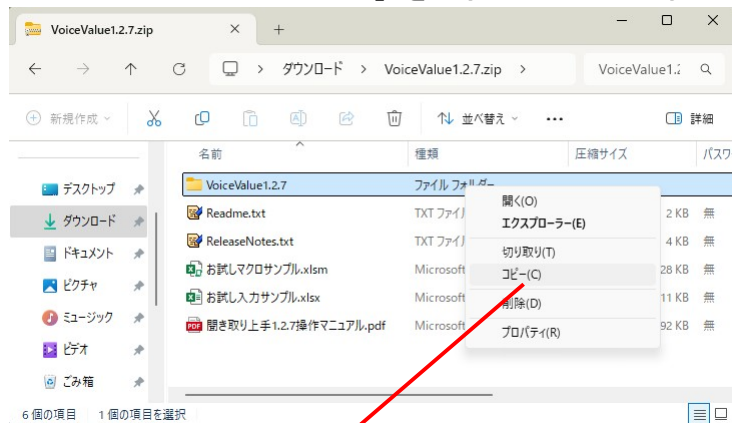 VoiceValue1.2.7.zip
ダウンロード > VoiceValue1.2.7.zip > VoiceValue1.2
新規作成 並べ替え ... 詳細
名前 種類 圧縮サイズ パスワ
デスクトップ
ダウンロード
ドキュメント
ピクチャ
ミュージック
ビデオ
ごみ箱
VoiceValue1.2.7 ファイル フォルダー
Readme.txt TXT ファイ 2 KB 無
ReleaseNotes.txt TXT ファイ 4 KB 無
お試しマクロサンプル.xlsm Microsoft 28 KB 無
お試し入力サンプル.xlsx Microsoft 11 KB 無
聞き取り上手1.2.7操作マニュアル.pdf Microsoft 92 KB 無
開く(O)
エクスプローラー(E)
切り取り(T)
コピー(C)
削除(D)
プロパティ(R)
6 個の項目 1 個の項目を選択